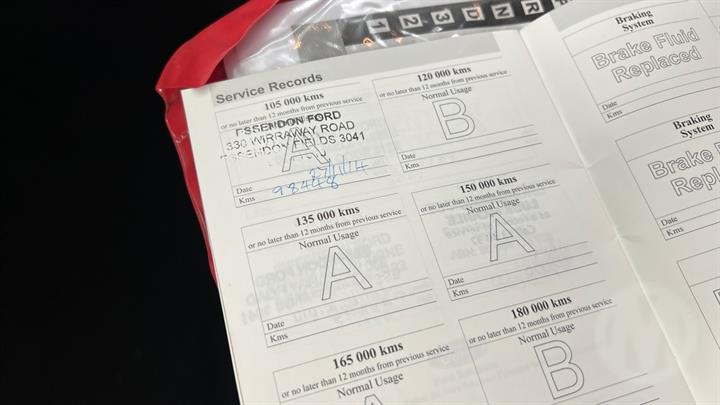 1-2-3 D N R P
Service Records
105 000 kms
or no later than 12 months from previous service
ESSENDON FORD
330 WIRRAWAY ROAD
ESSENDON FIELDS 3041
A
Date
Kms 98448
120 000 kms
or no later than 12 months from previous service
Normal Usage
B
Date
Kms
135 000 kms
or no later than 12 months from previous service
Normal Usage
A
Date
Kms
150 000 kms
or no later than 12 months from previous service
Normal Usage
A
Date
Kms
165 000 kms
or no later than 12 months from previous service
Normal Usage
A
180 000 kms
or no later than 12 months from previous service
Normal Usage
B
Date
Kms
Braking
System
Brake Fluid
Replaced
Date
Kms
Braking
System
Date
Kms